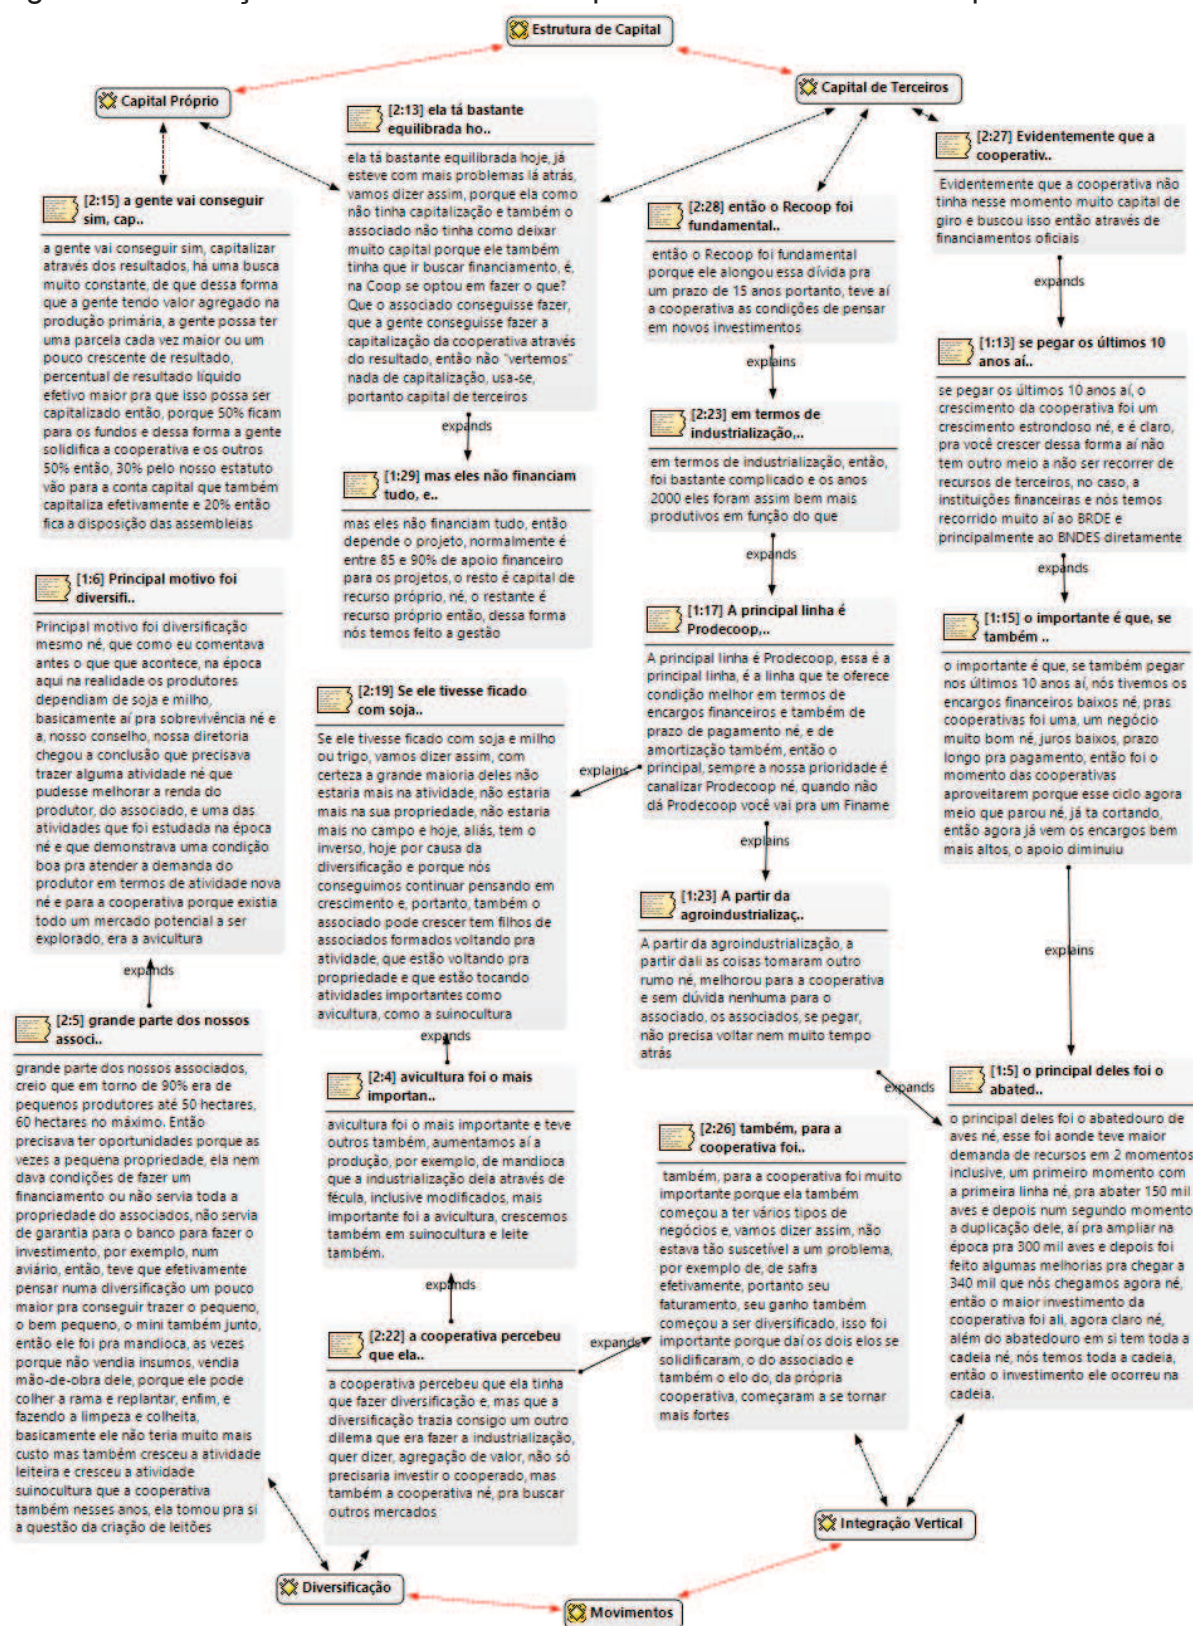 Estrutura de Capital
Capital Próprio
Capital de Terceiros
[2:13] ela tá bastante
equilibrada ho..
ela tá bastante equilibrada hoje, já
esteve com mais problemas lá atrás,
vamos dizer assim, porque ela como
não tinha capitalização e também o
associado não tinha como deixar
muito capital porque ele também
tinha que ir buscar financiamento, é,
na Coop se optou em fazer o que?
Que o associado conseguisse fazer,
que a gente conseguisse fazer a
capitalização da cooperativa através
do resultado, então não "vertemos"
nada de capitalização, usa-se,
portanto capital de terceiros
expands
[1:29] mas eles não financiam
tudo, e..
mas eles não financiam tudo, então
depende o projeto, normalmente é
entre 85 e 90% de apoio financeiro
para os projetos, o resto é capital de
recurso próprio, né, o restante é
recurso próprio então, dessa forma
nós temos feito a gestão
[2:15] a gente vai conseguir
sim, cap..
a gente vai conseguir sim, capitalizar
através dos resultados, há uma busca
muito constante, de que dessa forma
que a gente tendo valor agregado na
produção primária, a gente possa ter
uma parcela cada vez maior ou um
pouco crescente de resultado,
percentual de resultado líquido
efetivo maior pra que isso possa ser
capitalizado então, porque 50% ficam
para os fundos e dessa forma a gente
solidifica a cooperativa e os outros
50% então, 30% pelo nosso estatuto
vão para a conta capital que também
capitaliza efetivamente e 20% então
fica a disposição das assembleias
[2:28] então o Recoop foi
fundamental..
então o Recoop foi fundamental
porque ele alongou essa dívida pra
um prazo de 15 anos portanto, teve aí
a cooperativa as condições de pensar
em novos investimentos
explains
[2:23] em termos de
industrialização,..
em termos de industrialização, então,
foi bastante complicado e os anos
2000 eles foram assim bem mais
produtivos em função do que
expands
[1:17] A principal linha é
Prodecoop,..
A principal linha é Prodecoop, essa é a
principal linha, é a linha que te oferece
condição melhor em termos de
encargos financeiros e também de
prazo de pagamento né, e de
amortização também, então o
principal, sempre a nossa prioridade é
canalizar Prodecoop né, quando não
dá Prodecoop você vai pra um Finame
explains
explains
[1:23] A partir da
agroindustrializaç..
A partir da agroindustrialização, a
partir dali as coisas tomaram outro
rumo né, melhorou para a cooperativa
e sem dúvida nenhuma para o
associado, os associados, se pegar,
não precisa voltar nem muito tempo
atrás
expands
[2:27] Evidentemente que a
cooperativ..
Evidentemente que a cooperativa não
tinha nesse momento muito capital de
giro e buscou isso então através de
financiamentos oficiais
expands
[1:13] se pegar os últimos 10
anos aí..
se pegar os últimos 10 anos aí, o
crescimento da cooperativa foi um
crescimento estrondoso né, e é claro,
pra você crescer dessa forma aí não
tem outro meio a não ser recorrer de
recursos de terceiros, no caso, a
instituições financeiras e nós temos
recorrido muito aí ao BRDE e
principalmente ao BNDES diretamente
expands
[1:15] o importante é que, se
também ..
o importante é que, se também pegar
nos últimos 10 anos aí, nós tivemos os
encargos financeiros baixos né, pras
cooperativas foi uma, um negócio
muito bom né, juros baixos, prazo
longo pra pagamento, então foi o
momento das cooperativas
aproveitarem porque esse ciclo agora
meio que parou né, já ta cortando,
então agora já vem os encargos bem
mais altos, o apoio diminuiu
explains
[1:5] o principal deles foi o
abated..
o principal deles foi o abatedouro de
aves né, esse foi aonde teve maior
demanda de recursos em 2 momentos
inclusive, um primeiro momento com
a primeira linha né, pra abater 150 mil
aves e depois num segundo momento
a duplicação dele, aí pra ampliar na
época pra 300 mil aves e depois foi
feito algumas melhorias pra chegar a
340 mil que nós chegamos agora né,
então o maior investimento da
cooperativa foi ali, agora claro né,
além do abatedouro em si tem toda a
cadeia né, nós temos toda a cadeia,
então o investimento ele ocorreu na
cadeia.
[1:6] Principal motivo foi
diversifi..
Principal motivo foi diversificação
mesmo né, que como eu comentava
antes o que que acontece, na época
aqui na realidade os produtores
dependiam de soja e milho,
basicamente aí pra sobrevivência né e
a, nosso conselho, nossa diretoria
chegou a conclusão que precisava
trazer alguma atividade né que
pudesse melhorar a renda do
produtor, do associado, e uma das
atividades que foi estudada na época
né e que demonstrava uma condição
boa pra atender a demanda do
produtor em termos de atividade nova
né e para a cooperativa porque existia
todo um mercado potencial a ser
explorado, era a avicultura
expands
[2:5] grande parte dos nossos
associ..
grande parte dos nossos associados,
creio que em torno de 90% era de
pequenos produtores até 50 hectares,
60 hectares no máximo. Então
precisava ter oportunidades porque as
vezes a pequena propriedade, ela nem
dava condições de fazer um
financiamento ou não servia toda a
propriedade do associados, não servia
de garantia para o banco para fazer o
investimento, por exemplo, num
aviário, então, teve que efetivamente
pensar numa diversificação um pouco
maior pra conseguir trazer o pequeno,
o bem pequeno, o mini também junto,
então ele foi pra mandioca, as vezes
porque não vendia insumos, vendia
mão-de-obra dele, porque ele pode
colher a rama e replantar, enfim, e
fazendo a limpeza e colheita,
basicamente ele não teria muito mais
custo mas também cresceu a atividade
leiteira e cresceu a atividade
suinocultura que a cooperativa
também nesses anos, ela tomou pra si
a questão da criação de leitões
[2:19] Se ele tivesse ficado
com soja..
Se ele tivesse ficado com soja e milho
ou trigo, vamos dizer assim, com
certeza a grande maioria deles não
estaria mais na atividade, não estaria
mais na sua propriedade, não estaria
mais no campo e hoje, aliás, tem o
inverso, hoje por causa da
diversificação e porque nós
conseguimos continuar pensando em
crescimento e, portanto, também o
associado pode crescer tem filhos de
associados formados voltando pra
atividade, que estão voltando pra
propriedade e que estão tocando
atividades importantes como
avicultura, como a suinocultura
expands
[2:4] avicultura foi o mais
importan..
avicultura foi o mais importante e teve
outros também, aumentamos aí a
produção, por exemplo, de mandioca
que a industrialização dela através de
fécula, inclusive modificados, mais
importante foi a avicultura, crescemos
também em suinocultura e leite
também.
expands
[2:22] a cooperativa percebeu
que ela..
a cooperativa percebeu que ela tinha
que fazer diversificação e, mas que a
diversificação trazia consigo um outro
dilema que era fazer a industrialização,
quer dizer, agregação de valor, não só
precisaria investir o cooperado, mas
também a cooperativa né, pra buscar
outros mercados
expands
[2:26] também, para a
cooperativa foi..
também, para a cooperativa foi muito
importante porque ela também
começou a ter vários tipos de
negócios e, vamos dizer assim, não
estava tão suscetível a um problema,
por exemplo de, de safra
efetivamente, portanto seu
faturamento, seu ganho também
começou a ser diversificado, isso foi
importante porque daí os dois elos se
solidificaram, o do associado e
também o elo do, da própria
cooperativa, começaram a se tornar
mais fortes
Integração Vertical
Diversificação
Movimentos